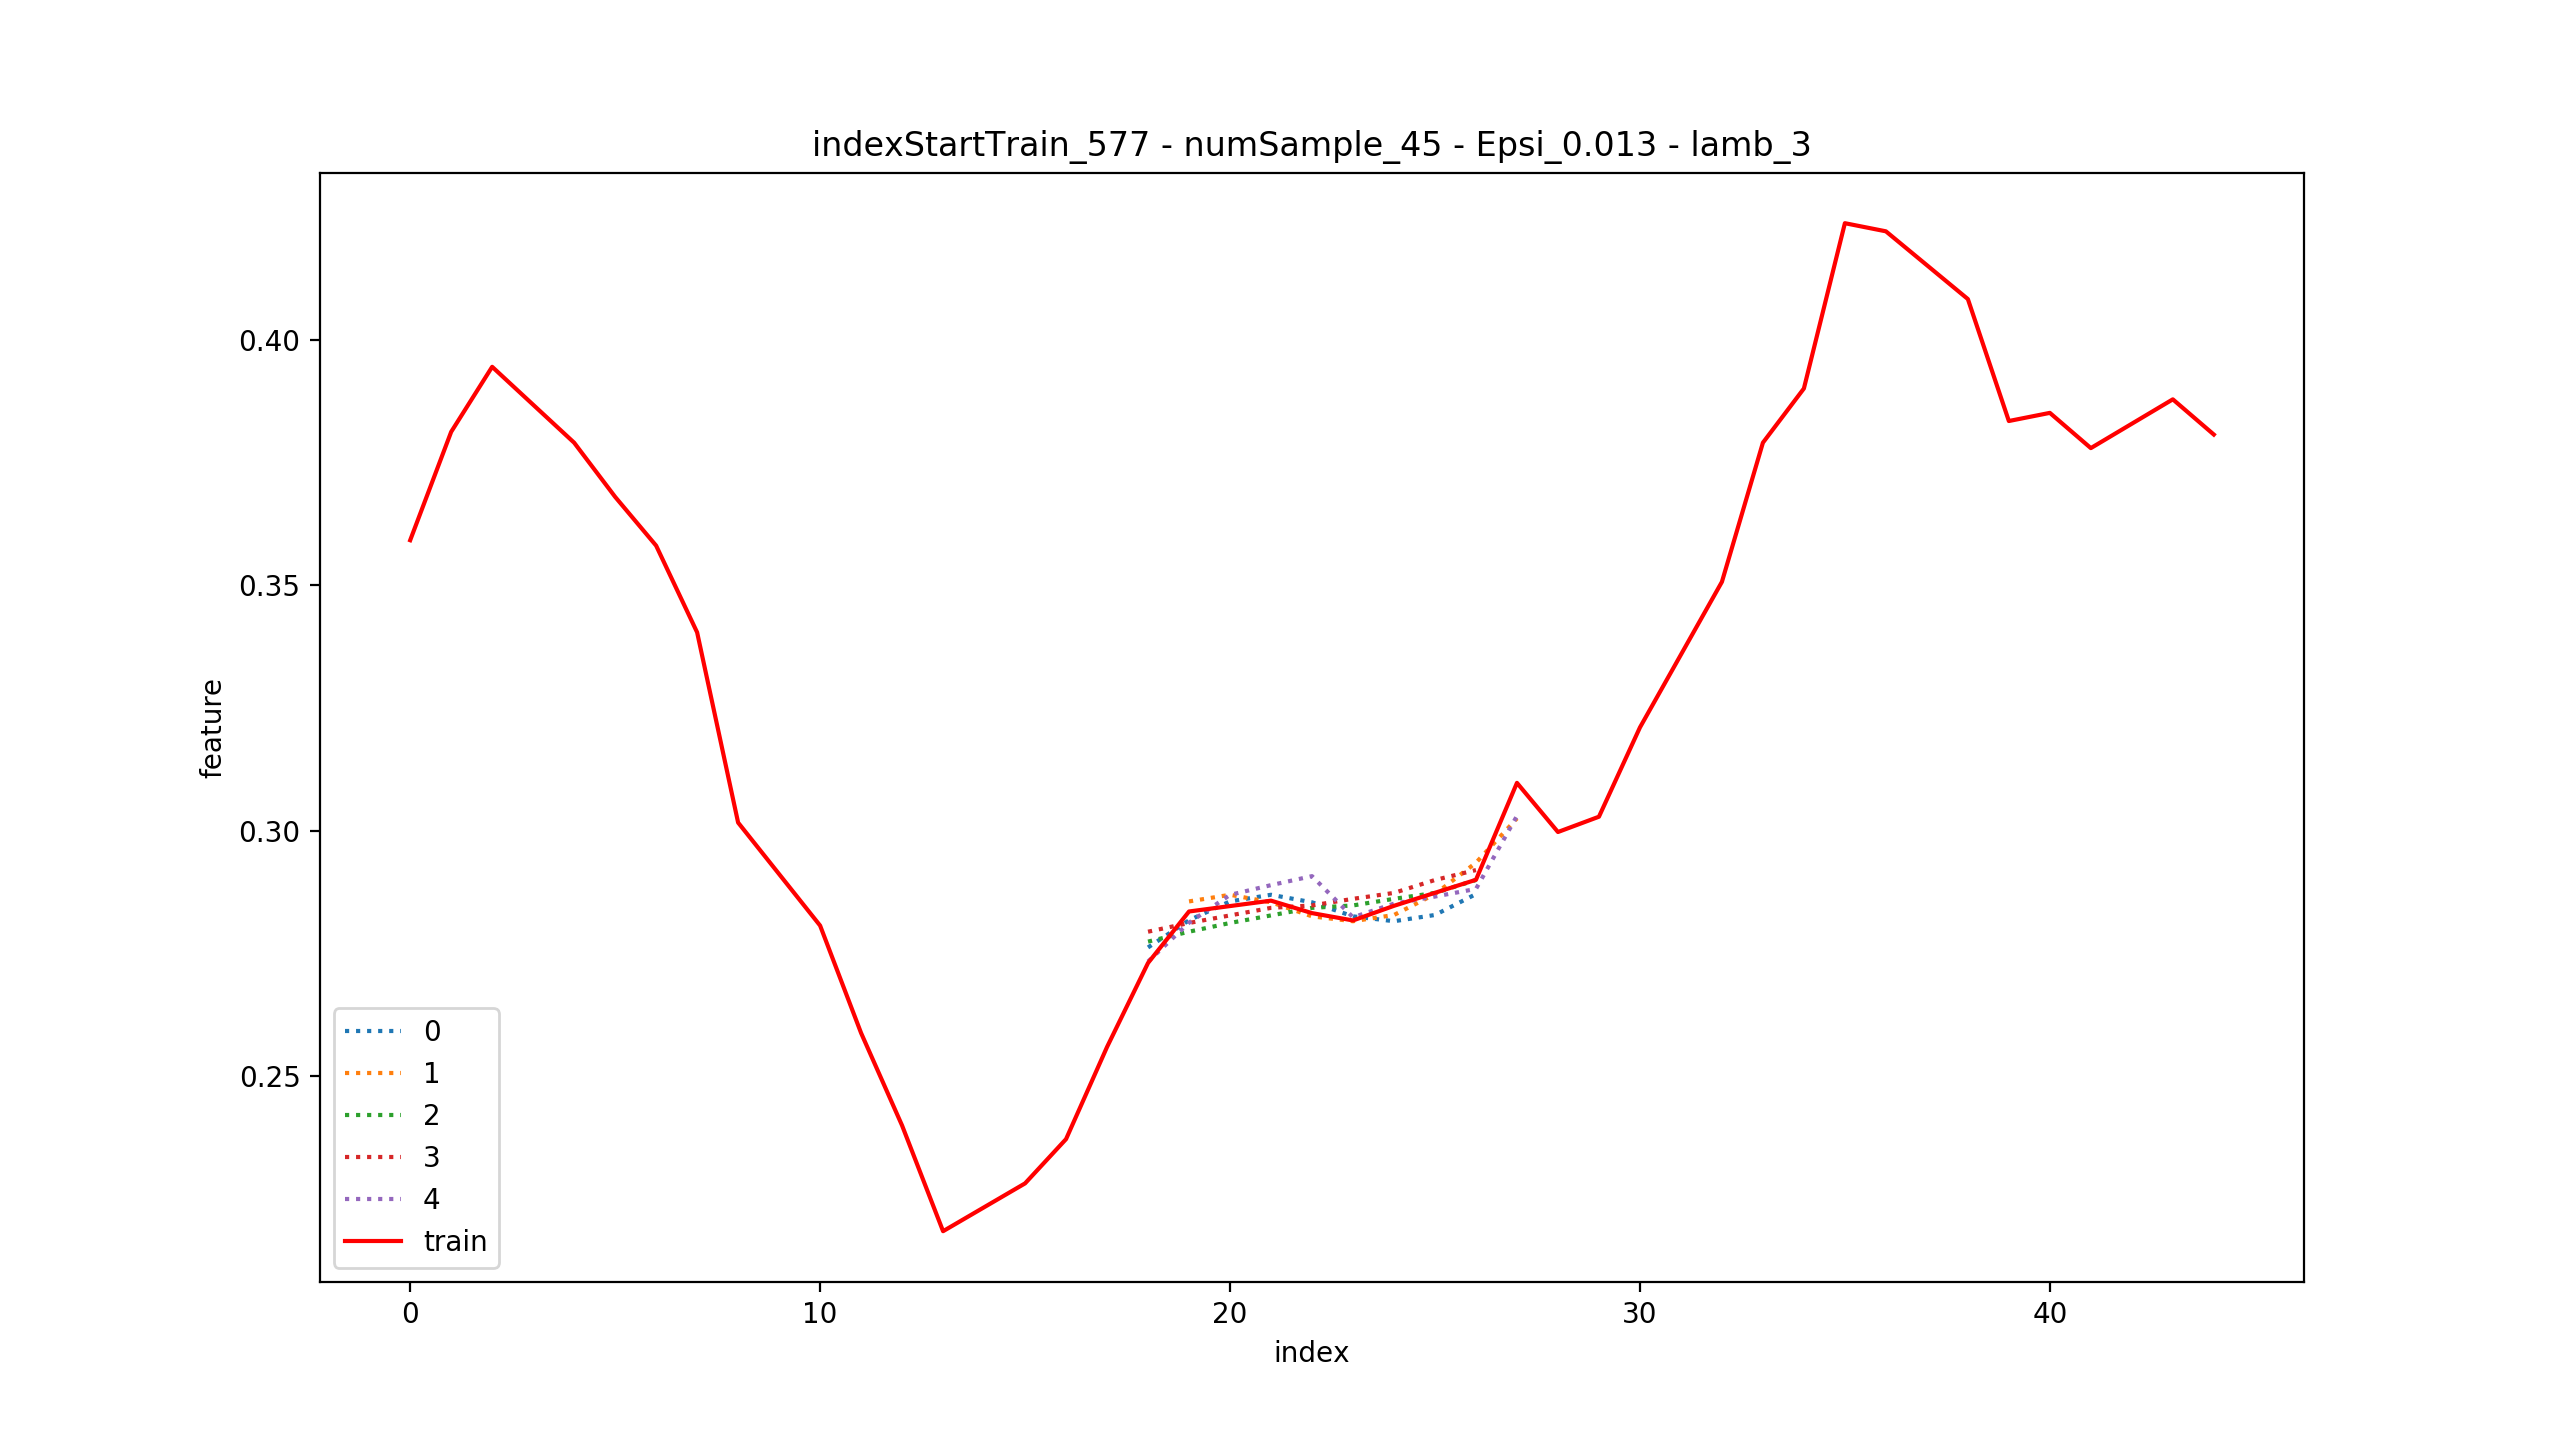 indexStartTrain_577 - numSample_45 - Epsi_0.013 - lamb_3
0.40
0.35
0.30
0.25
feature
0
1
2
3
4
train
0 10 20 30 40
index